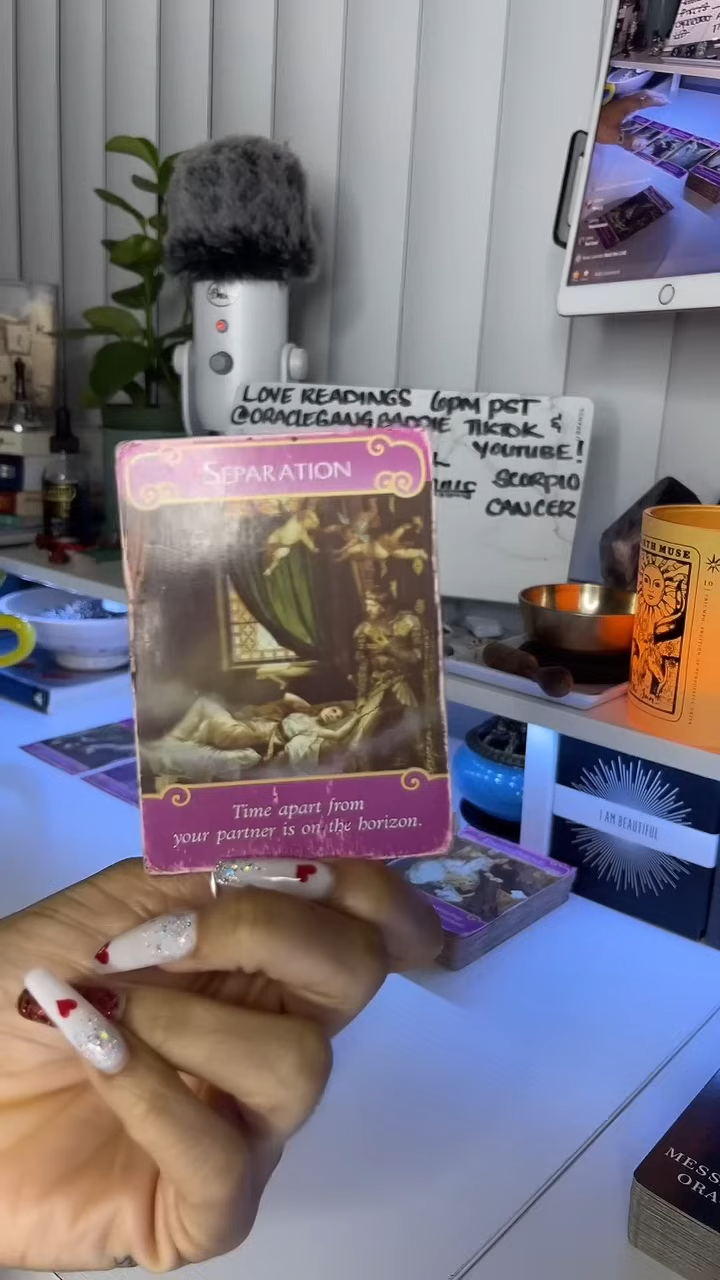 LOVE READINGS 6PM PST
@ORACLEGANGBADDIE TIKTOK &
YOUTUBE!
SCORPIO
CANCER
SEPARATION
Time apart from
your partner is on the horizon.
I AM BEAUTIFUL
MUSE